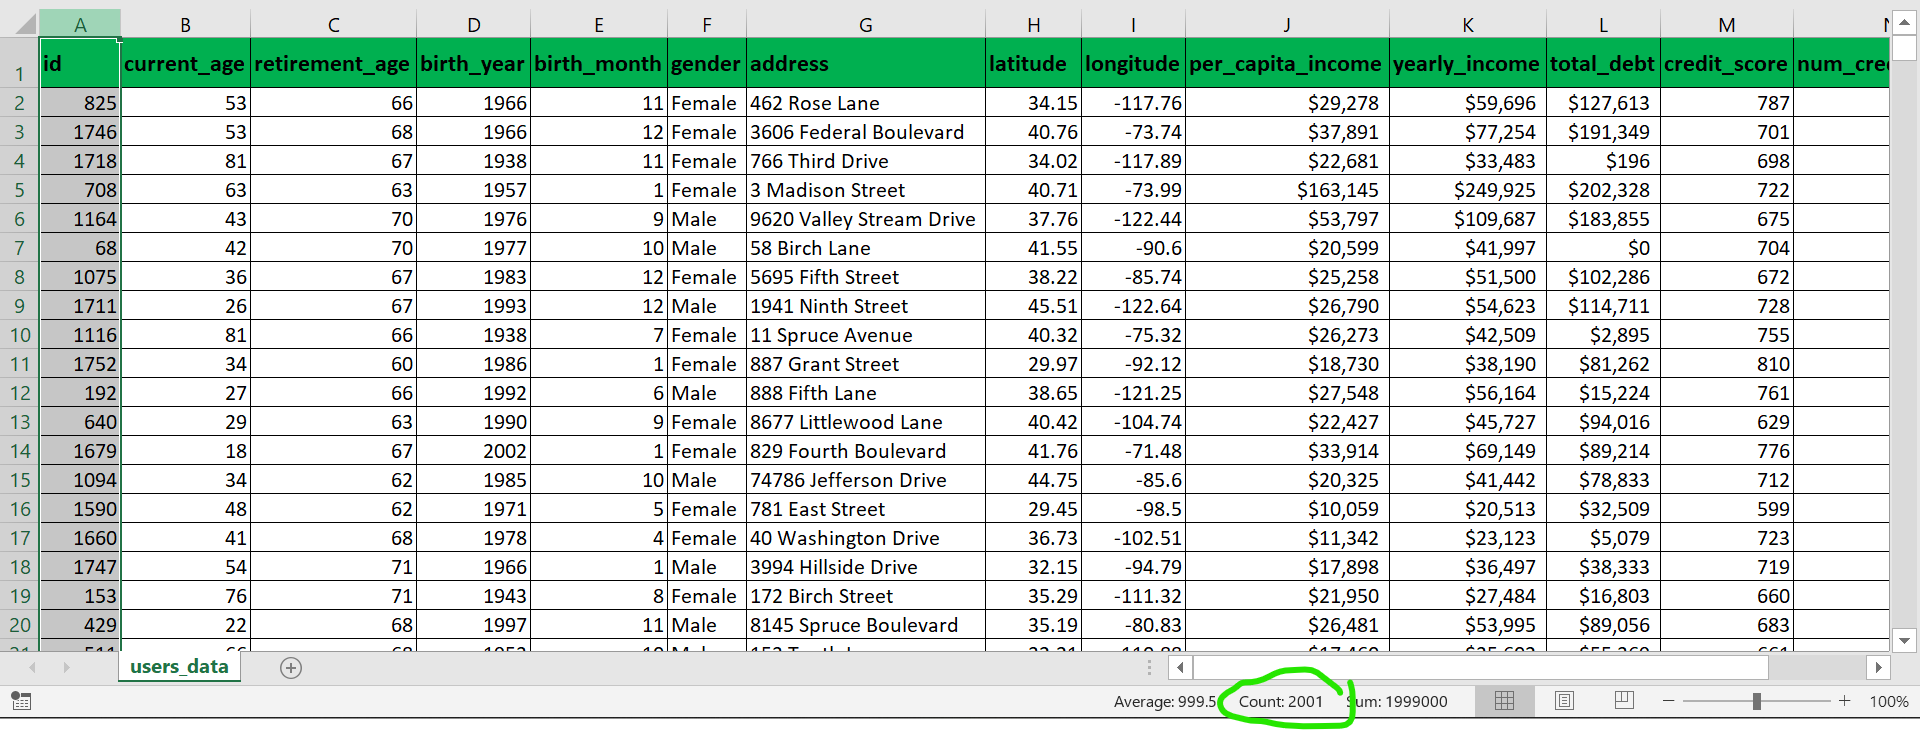 A B C D E F G H I J K L M
1 id current_age retirement_age birth_year birth_month gender address latitude longitude per_capita_income yearly_income total_debt credit_score num_cre
2 825 53 66 1966 11 Female 462 Rose Lane 34.15 -117.76 $29,278 $59,696 $127,613 787
3 1746 53 68 1966 12 Female 3606 Federal Boulevard 40.76 -73.74 $37,891 $77,254 $191,349 701
4 1718 81 67 1938 11 Female 766 Third Drive 34.02 -117.89 $22,681 $33,483 $196 698
5 708 63 63 1957 1 Female 3 Madison Street 40.71 -73.99 $163,145 $249,925 $202,328 722
6 1164 43 70 1976 9 Male 9620 Valley Stream Drive 37.76 -122.44 $53,797 $109,687 $183,855 675
7 68 42 70 1977 10 Male 58 Birch Lane 41.55 -90.6 $20,599 $41,997 $0 704
8 1075 36 67 1983 12 Female 5695 Fifth Street 38.22 -85.74 $25,258 $51,500 $102,286 672
9 1711 26 67 1993 12 Male 1941 Ninth Street 45.51 -122.64 $26,790 $54,623 $114,711 728
10 1116 81 66 1938 7 Female 11 Spruce Avenue 40.32 -75.32 $26,273 $42,509 $2,895 755
11 1752 34 60 1986 1 Female 887 Grant Street 29.97 -92.12 $18,730 $38,190 $81,262 810
12 192 27 66 1992 6 Male 888 Fifth Lane 38.65 -121.25 $27,548 $56,164 $15,224 761
13 640 29 63 1990 9 Female 8677 Littlewood Lane 40.42 -104.74 $22,427 $45,727 $94,016 629
14 1679 18 67 2002 1 Female 829 Fourth Boulevard 41.76 -71.48 $33,914 $69,149 $89,214 776
15 1094 34 62 1985 10 Male 74786 Jefferson Drive 44.75 -85.6 $20,325 $41,442 $78,833 712
16 1590 48 62 1971 5 Female 781 East Street 29.45 -98.5 $10,059 $20,513 $32,509 599
17 1660 41 68 1978 4 Female 40 Washington Drive 36.73 -102.51 $11,342 $23,123 $5,079 723
18 1747 54 71 1966 1 Male 3994 Hillside Drive 32.15 -94.79 $17,898 $36,497 $38,333 719
19 153 76 71 1943 8 Female 172 Birch Street 35.29 -111.32 $21,950 $27,484 $16,803 660
20 429 22 68 1997 11 Male 8145 Spruce Boulevard 35.19 -80.83 $26,481 $53,995 $89,056 683
users_data
Average: 999.5 Count: 2001 Sum: 1999000 100%